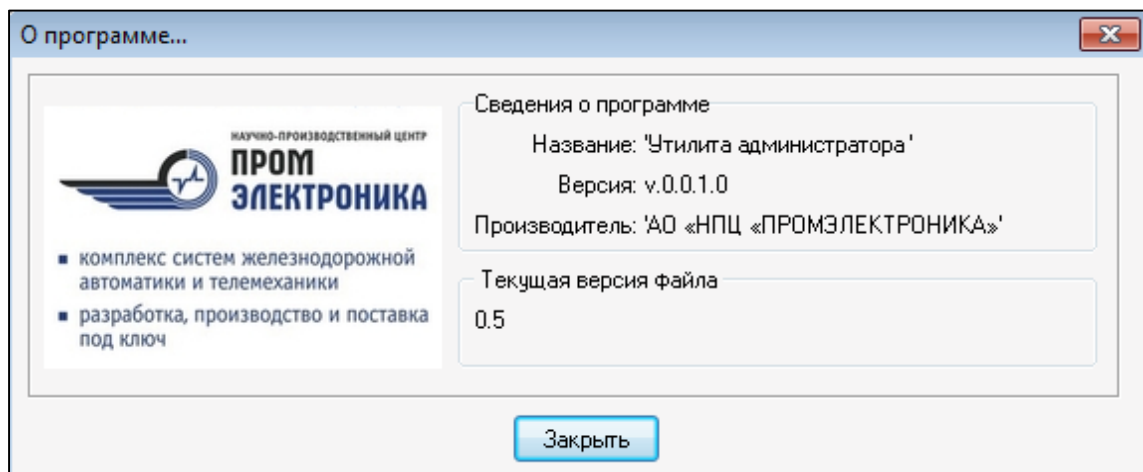 О программе...
НАУЧНО-ПРОИЗВОДСТВЕННЫЙ ЦЕНТР
ПРОМ
ЭЛЕКТРОНИКА
▪ комплекс систем железнодорожной
автоматики и телемеханики
▪ разработка, производство и поставка
под ключ
Сведения о программе
Название: 'Утилита администратора'
Версия: v.0.0.1.0
Производитель: 'АО «НПЦ «ПРОМЭЛЕКТРОНИКА»'
Текущая версия файла
0.5
Закрыть